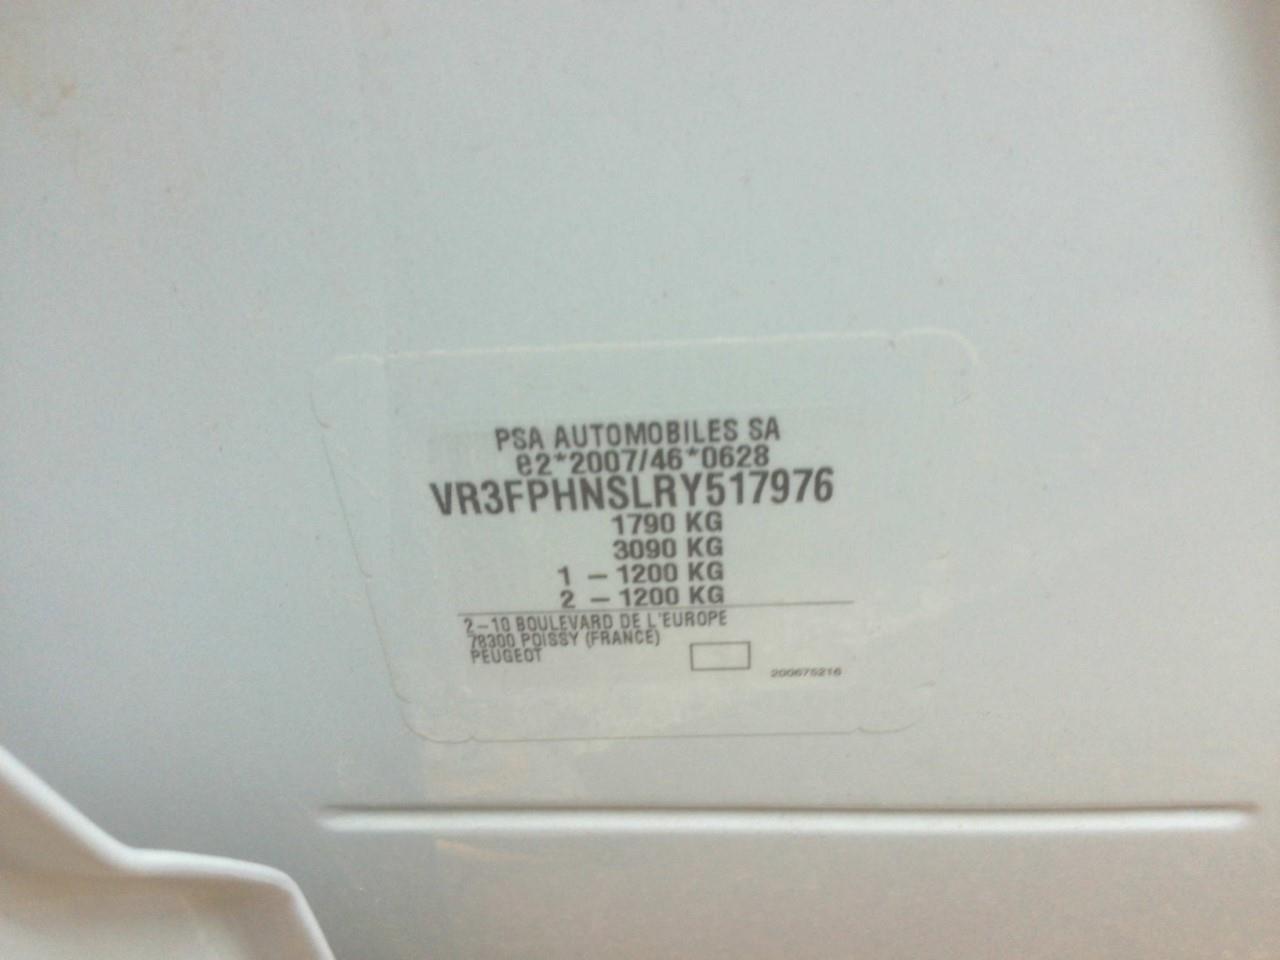 PSA AUTOMOBILES SA
e2*2007/46*0628
VR3FPHNSLRY517976
1790 KG
3090 KG
1 – 1200 KG
2 – 1200 KG
2–10 BOULEVARD DE L'EUROPE
78300 POISSY (FRANCE)
PEUGEOT
200675216